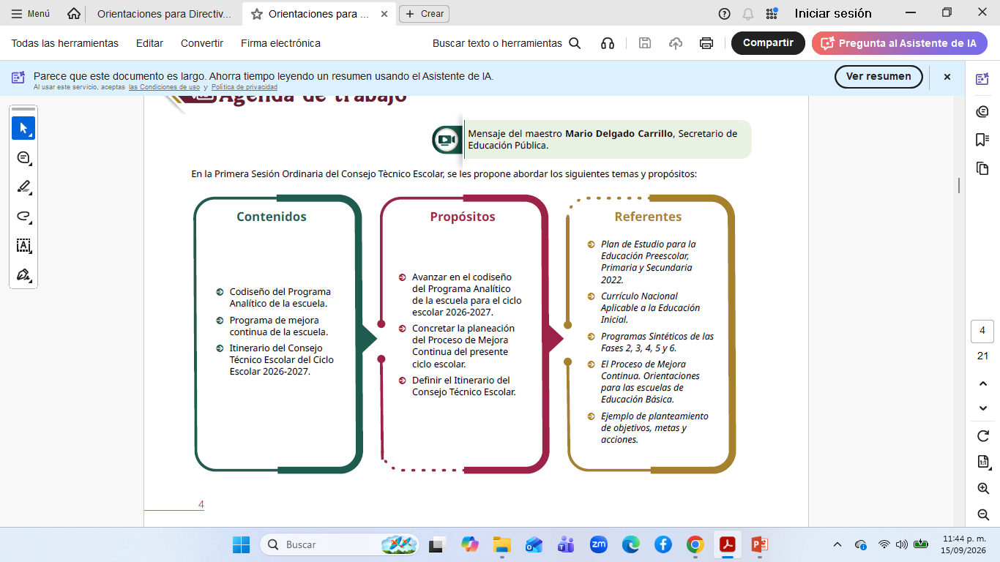 Menú
Orientaciones para Directiv...
Orientaciones para ...
Crear
Iniciar sesión
Todas las herramientas
Editar
Convertir
Firma electrónica
Buscar texto o herramientas
Compartir
Pregunta al Asistente de IA
Parece que este documento es largo. Ahorra tiempo leyendo un resumen usando el Asistente de IA.
Al usar este servicio, aceptas las Condiciones de uso y Política de privacidad
Ver resumen
Agenda de trabajo
Mensaje del maestro Mario Delgado Carrillo, Secretario de
Educación Pública.
En la Primera Sesión Ordinaria del Consejo Tècnico Escolar, se les propone abordar los siguientes temas y propósitos:
Contenidos
Codiseño del Programa
Analítico de la escuela.
Programa de mejora
continua de la escuela.
Itinerario del Consejo
Técnico Escolar del Ciclo
Escolar 2026-2027.
Propósitos
Avanzar en el codiseño
del Programa Analítico
de la escuela para el ciclo
escolar 2026-2027.
Concretar la planeación
del Proceso de Mejora
Continua del presente
ciclo escolar.
Definir el Itinerario del
Consejo Técnico Escolar.
Referentes
Plan de Estudio para la
Educación Preescolar,
Primaria y Secundaria
2022.
Currículo Nacional
Aplicable a la Educación
Inicial.
Programas Sintéticos de las
Fases 2, 3, 4, 5 y 6.
El Proceso de Mejora
Continua. Orientaciones
para las escuelas de
Educación Básica.
Ejemplo de planteamiento
de objetivos, metas y
acciones.
4
4
21
1:1
Buscar
zm
11:44 p. m.
15/09/2026